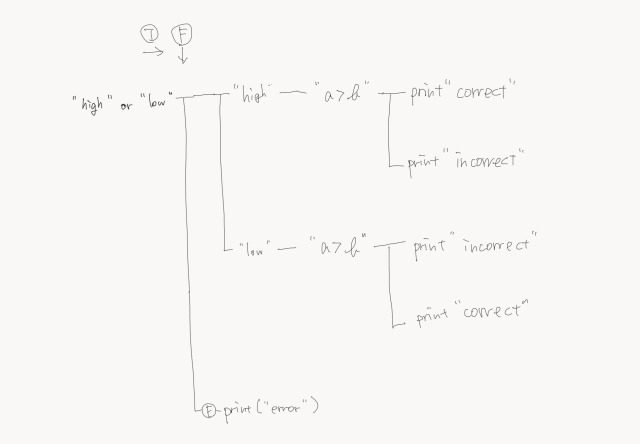 T F
"high" or "low" "high" "a>b" print "correct"
print "incorrect"
"low" "a>b" print "incorrect"
print "correct"
F print("error")